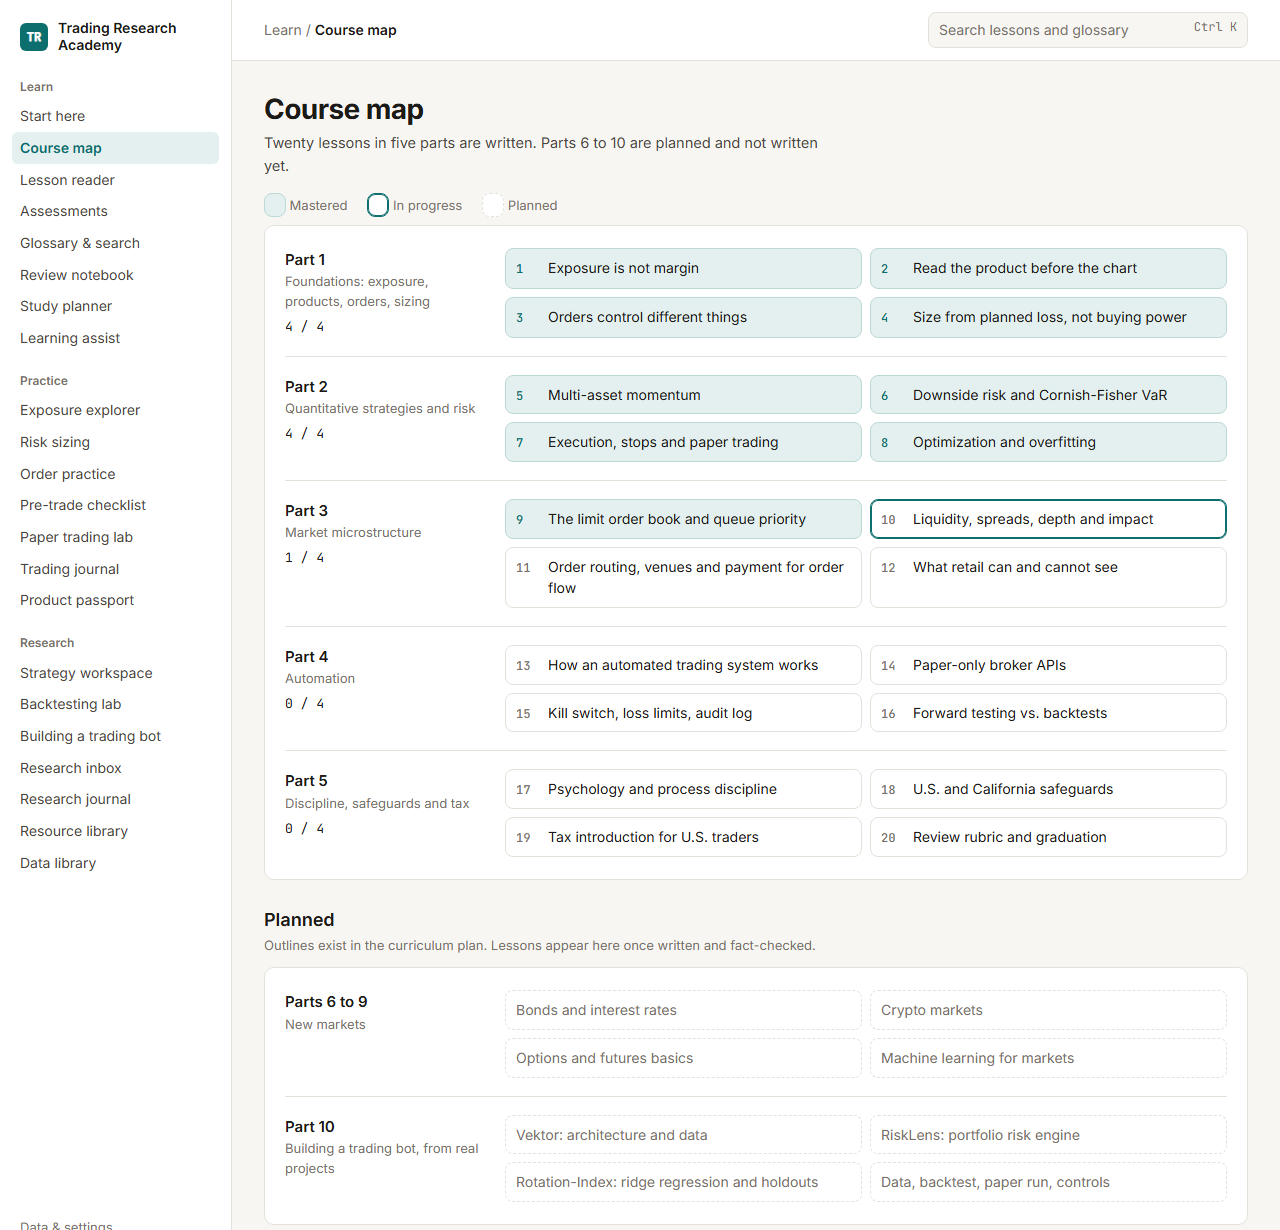 TR
Trading Research
Academy
Learn
Start here
Course map
Lesson reader
Assessments
Glossary & search
Review notebook
Study planner
Learning assist
Practice
Exposure explorer
Risk sizing
Order practice
Pre-trade checklist
Paper trading lab
Trading journal
Product passport
Research
Strategy workspace
Backtesting lab
Building a trading bot
Research inbox
Research journal
Resource library
Data library
Data & settings
Learn / Course map
Search lessons and glossary Ctrl K
Course map
Twenty lessons in five parts are written. Parts 6 to 10 are planned and not written
yet.
Mastered In progress Planned
Part 1
Foundations: exposure,
products, orders, sizing
4 / 4
1 Exposure is not margin
2 Read the product before the chart
3 Orders control different things
4 Size from planned loss, not buying power
Part 2
Quantitative strategies and risk
4 / 4
5 Multi-asset momentum
6 Downside risk and Cornish-Fisher VaR
7 Execution, stops and paper trading
8 Optimization and overfitting
Part 3
Market microstructure
1 / 4
9 The limit order book and queue priority
10 Liquidity, spreads, depth and impact
11 Order routing, venues and payment for order
flow
12 What retail can and cannot see
Part 4
Automation
0 / 4
13 How an automated trading system works
14 Paper-only broker APIs
15 Kill switch, loss limits, audit log
16 Forward testing vs. backtests
Part 5
Discipline, safeguards and tax
0 / 4
17 Psychology and process discipline
18 U.S. and California safeguards
19 Tax introduction for U.S. traders
20 Review rubric and graduation
Planned
Outlines exist in the curriculum plan. Lessons appear here once written and fact-checked.
Parts 6 to 9
New markets
Bonds and interest rates
Crypto markets
Options and futures basics
Machine learning for markets
Part 10
Building a trading bot, from real
projects
Vektor: architecture and data
RiskLens: portfolio risk engine
Rotation-Index: ridge regression and holdouts
Data, backtest, paper run, controls